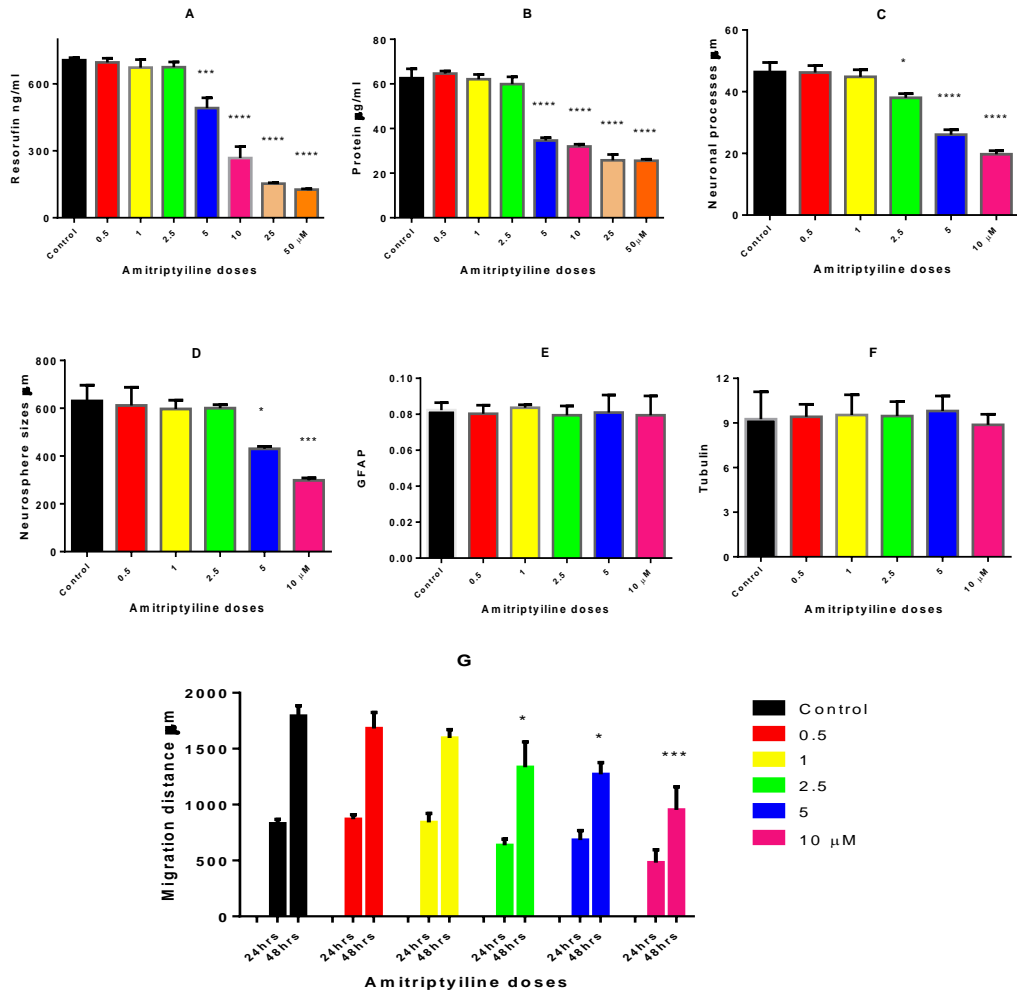 A
Resorufin ng/ml
600
300
0
***
****
****
****
Control 0.5 1 2.5 5 10 25 50 μM
Amitriptyiline doses
B
Protein μg/ml
80
60
40
20
0
****
****
****
****
Control 0.5 1 2.5 5 10 25 50μM
Amitriptyiline doses
C
Neuronal processes μm
60
40
20
0
*
****
****
Control 0.5 1 2.5 5 10 μM
Amitriptyiline doses
D
Neurosphere sizes μm
800
600
400
200
0
*
***
Control 0.5 1 2.5 5 10 μM
Amitriptyiline doses
E
GFAP
0.10
0.08
0.06
0.04
0.02
0.00
Control 0.5 1 2.5 5 10 μM
Amitriptyiline doses
F
Tubulin
12
9
6
3
0
Control 0.5 1 2.5 5 10 μM
Amitriptyiline doses
G
Migration distance μm
2000
1500
1000
500
0
*
*
***
24hrs 48hrs 24hrs 48hrs 24hrs 48hrs 24hrs 48hrs 24hrs 48hrs 24hrs 48hrs
Amitriptyiline doses
Control
0.5
1
2.5
5
10 μM